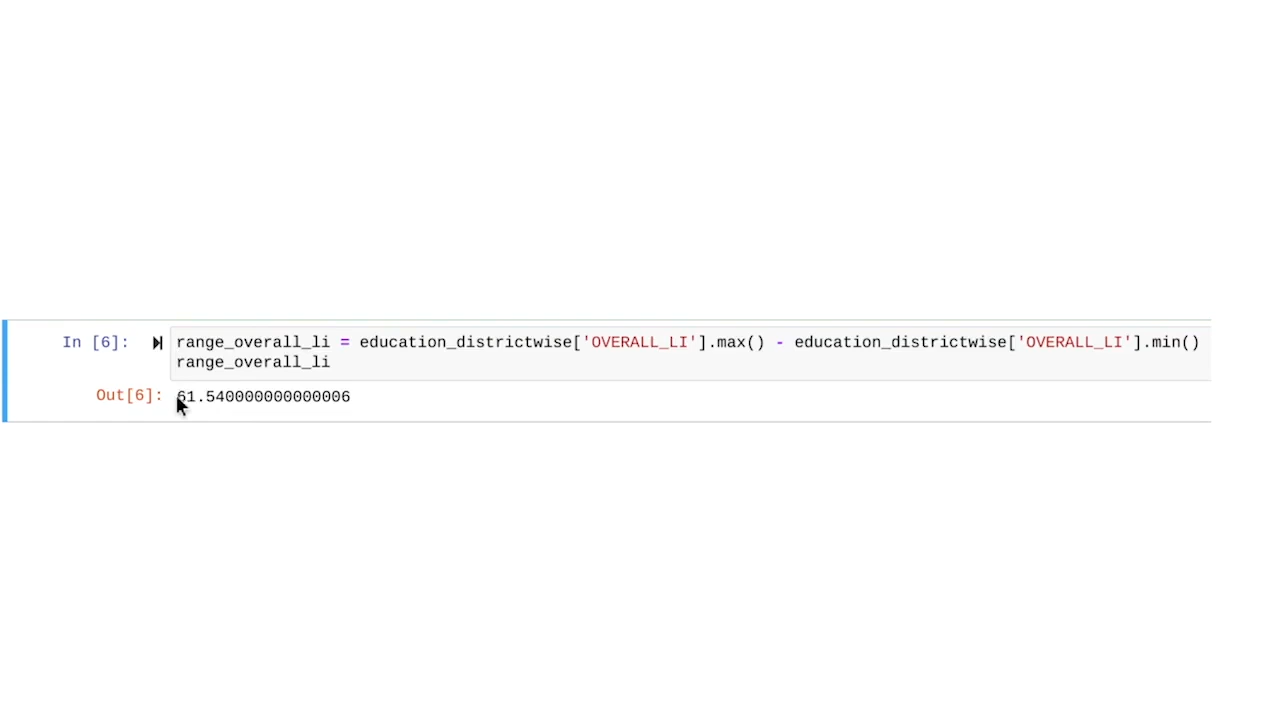 In [6]: range_overall_li = education_districtwise['OVERALL_LI'].max() - education_districtwise['OVERALL_LI'].min()
range_overall_li
Out[6]: 61.540000000000006